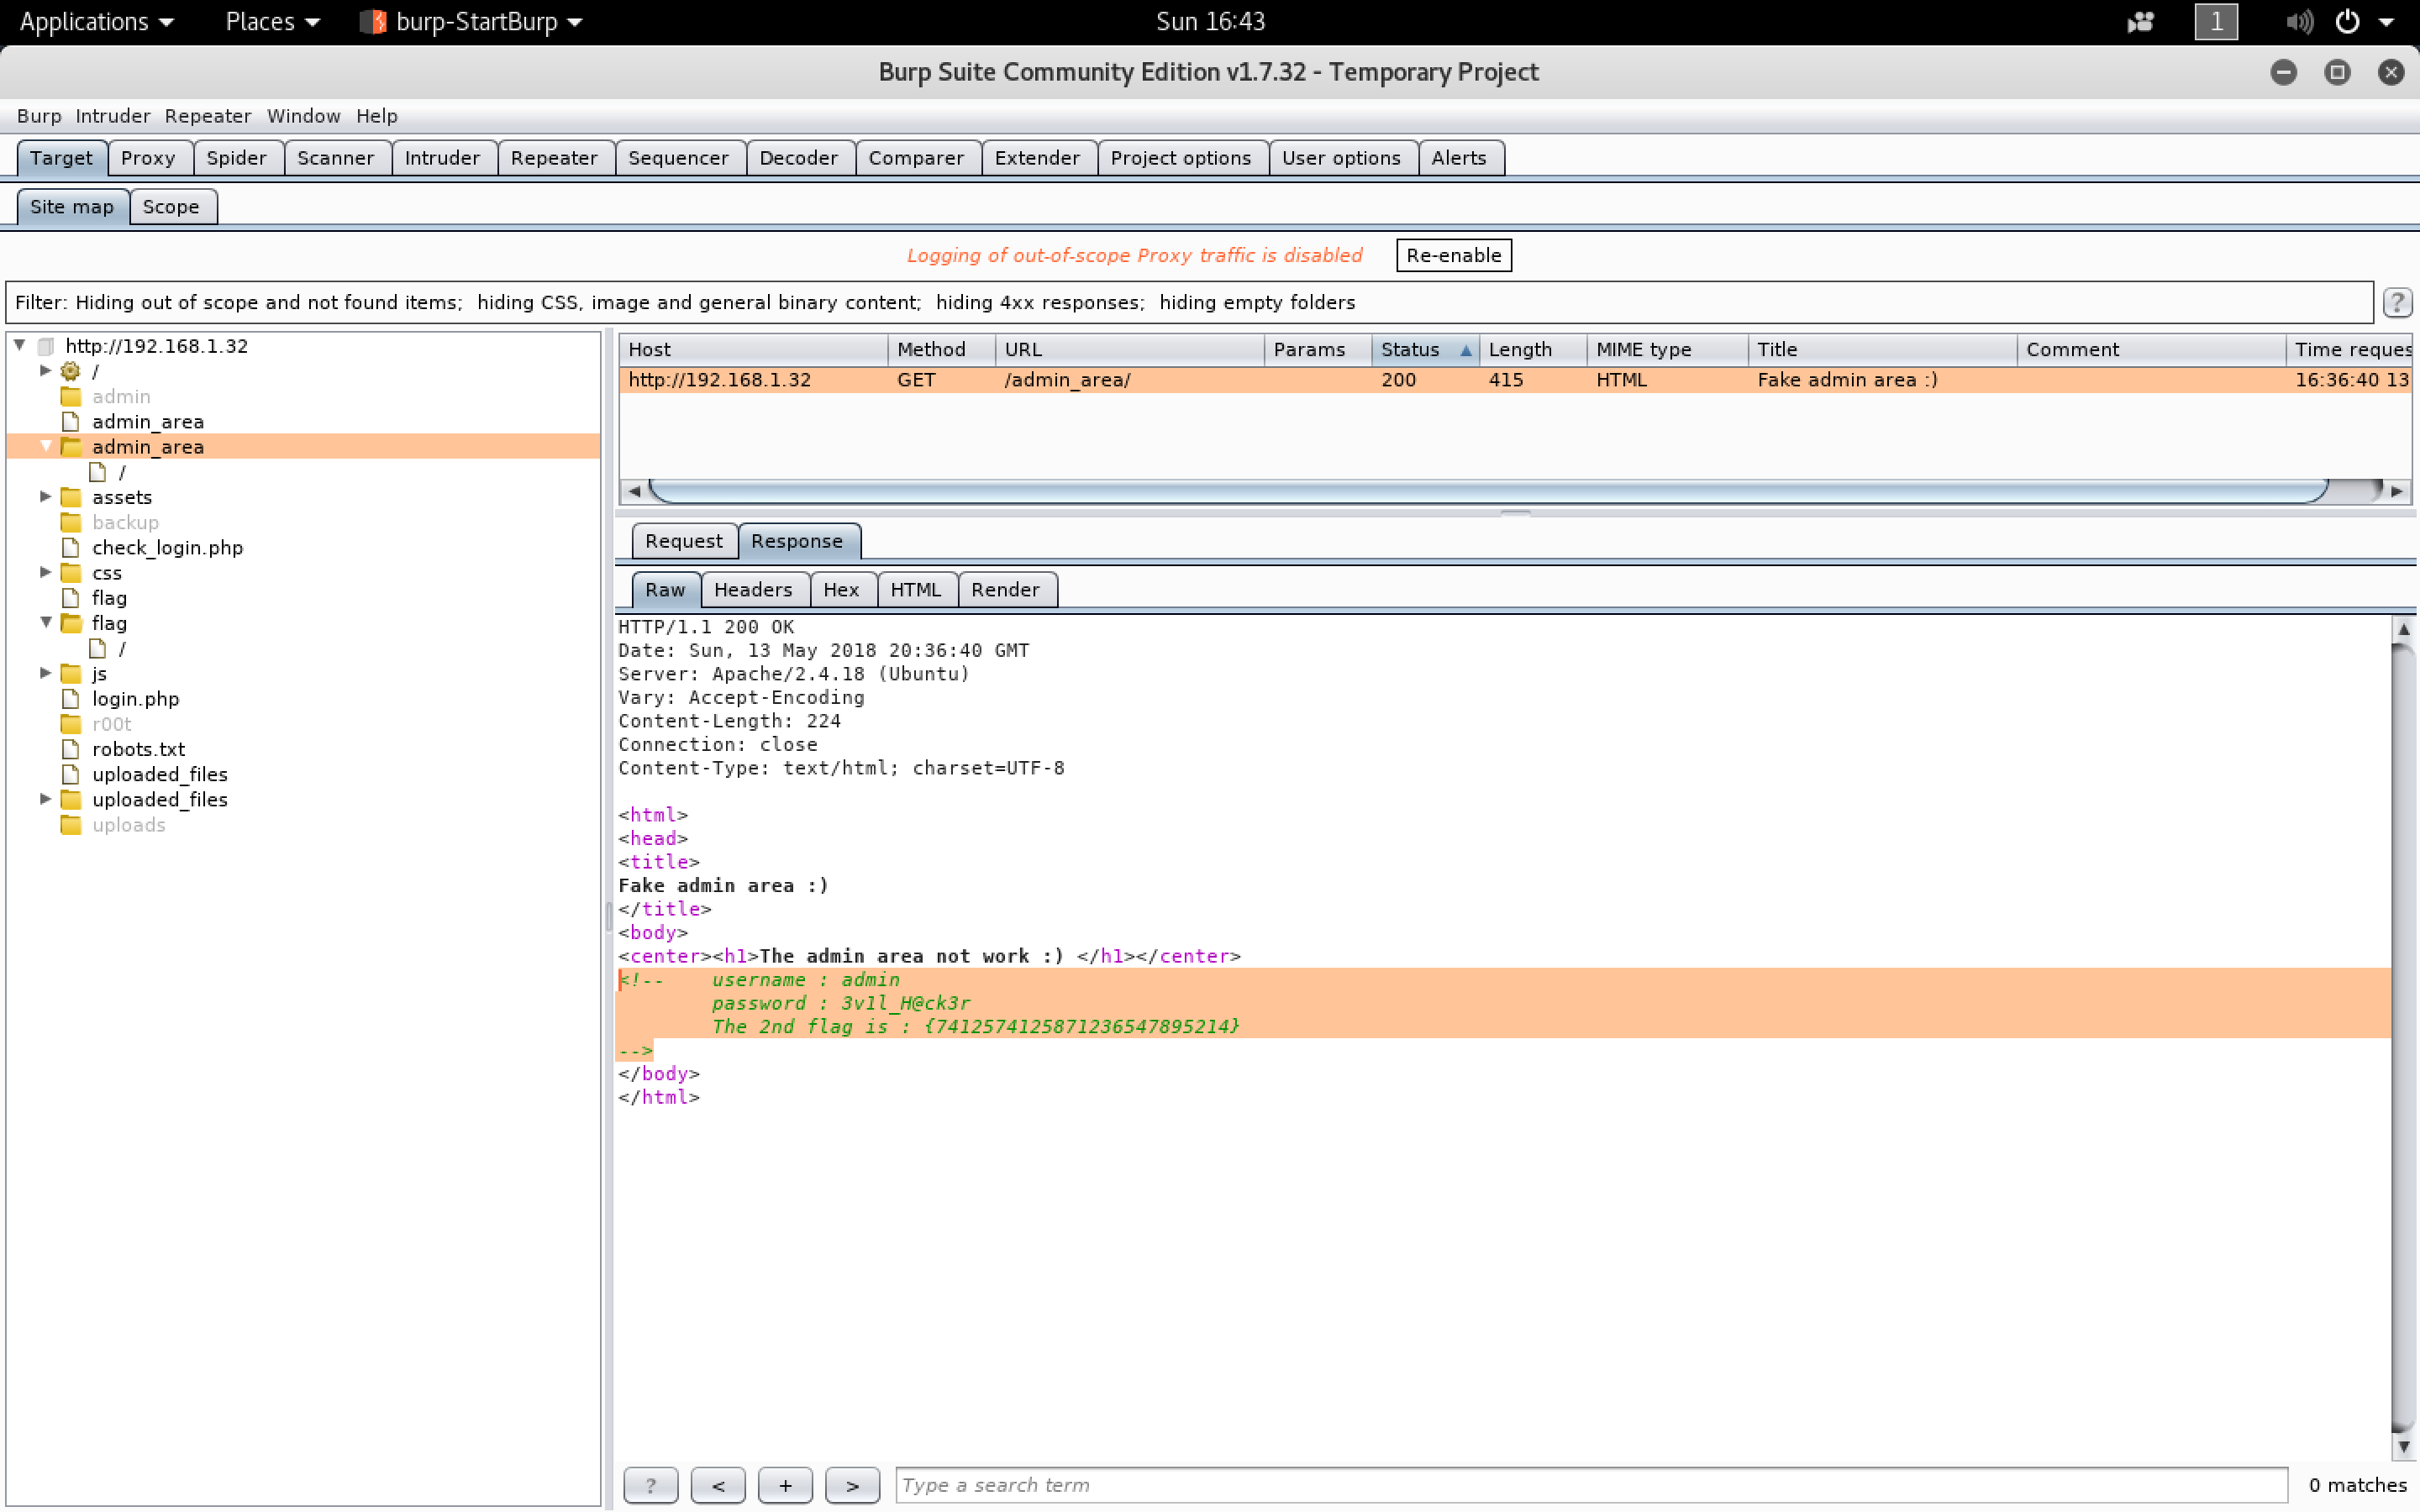 Applications Places burp-StartBurp Sun 16:43 1
Burp Suite Community Edition v1.7.32 - Temporary Project
Burp Intruder Repeater Window Help
Target Proxy Spider Scanner Intruder Repeater Sequencer Decoder Comparer Extender Project options User options Alerts
Site map Scope
Logging of out-of-scope Proxy traffic is disabled Re-enable
Filter: Hiding out of scope and not found items; hiding CSS, image and general binary content; hiding 4xx responses; hiding empty folders ?
http://192.168.1.32
/
admin
admin_area
admin_area
/
assets
backup
check_login.php
css
flag
flag
/
js
login.php
r00t
robots.txt
uploaded_files
uploaded_files
uploads
Host Method URL Params Status Length MIME type Title Comment Time reques
http://192.168.1.32 GET /admin_area/ 200 415 HTML Fake admin area :) 16:36:40 13
Request Response
Raw Headers Hex HTML Render
HTTP/1.1 200 OK
Date: Sun, 13 May 2018 20:36:40 GMT
Server: Apache/2.4.18 (Ubuntu)
Vary: Accept-Encoding
Content-Length: 224
Connection: close
Content-Type: text/html; charset=UTF-8
<html>
<head>
<title>
Fake admin area :)
</title>
<body>
<center><h1>The admin area not work :) </h1></center>
<!-- username : admin
password : 3v1l_H@ck3r
The 2nd flag is : {7412574125871236547895214}
-->
</body>
</html>
? < + > Type a search term 0 matches